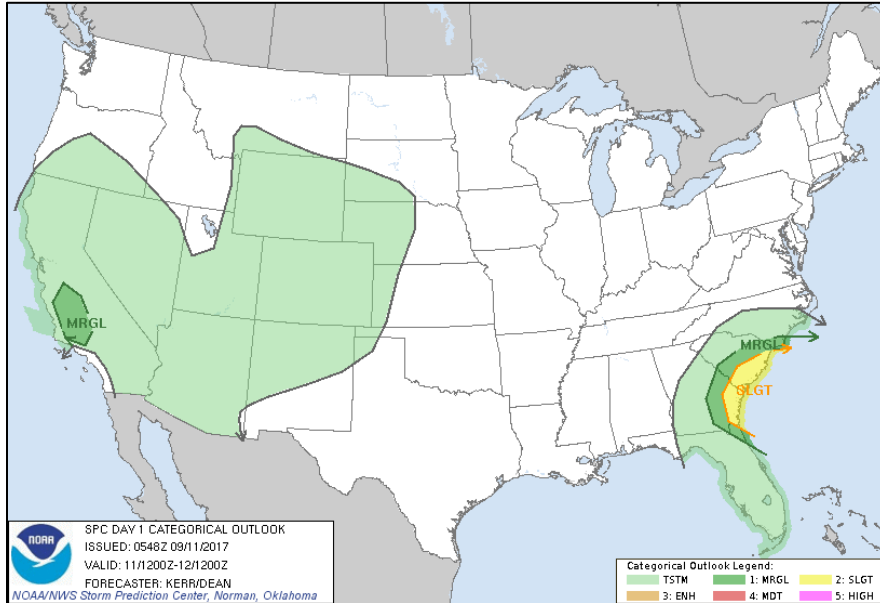 MRGL
MRGL
SLGT
NOAA
SPC DAY 1 CATEGORICAL OUTLOOK
ISSUED: 0548Z 09/11/2017
VALID: 11/1200Z-12/1200Z
FORECASTER: KERR/DEAN
NOAA/NWS Storm Prediction Center, Norman, Oklahoma
Categorical Outlook Legend:
TSTM 1: MRGL 2: SLGT
3: ENH 4: MDT 5: HIGH